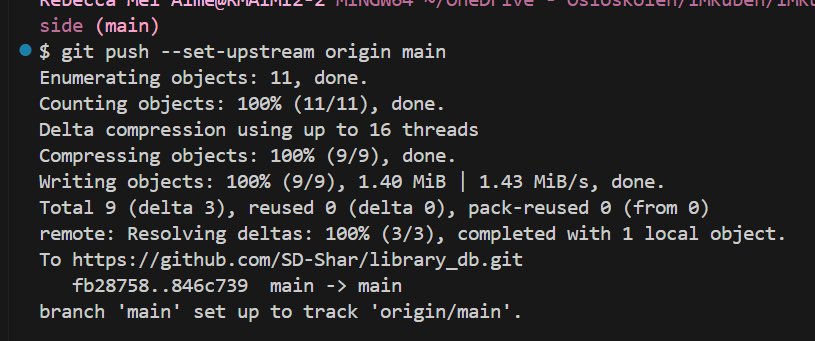 side (main)
$ git push --set-upstream origin main
Enumerating objects: 11, done.
Counting objects: 100% (11/11), done.
Delta compression using up to 16 threads
Compressing objects: 100% (9/9), done.
Writing objects: 100% (9/9), 1.40 MiB | 1.43 MiB/s, done.
Total 9 (delta 3), reused 0 (delta 0), pack-reused 0 (from 0)
remote: Resolving deltas: 100% (3/3), completed with 1 local object.
To https://github.com/SD-Shar/library_db.git
   fb28758..846c739  main -> main
branch 'main' set up to track 'origin/main'.